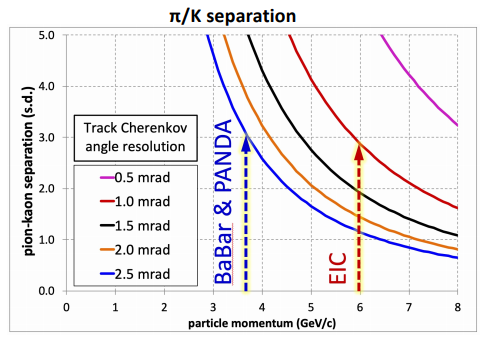 π/K separation
5.0
4.0
3.0
2.0
1.0
0.0
pion-kaon separation (s.d.)
Track Cherenkov
angle resolution
0.5 mrad
1.0 mrad
1.5 mrad
2.0 mrad
2.5 mrad
BaBar & PANDA
EIC
0 1 2 3 4 5 6 7 8
particle momentum (GeV/c)